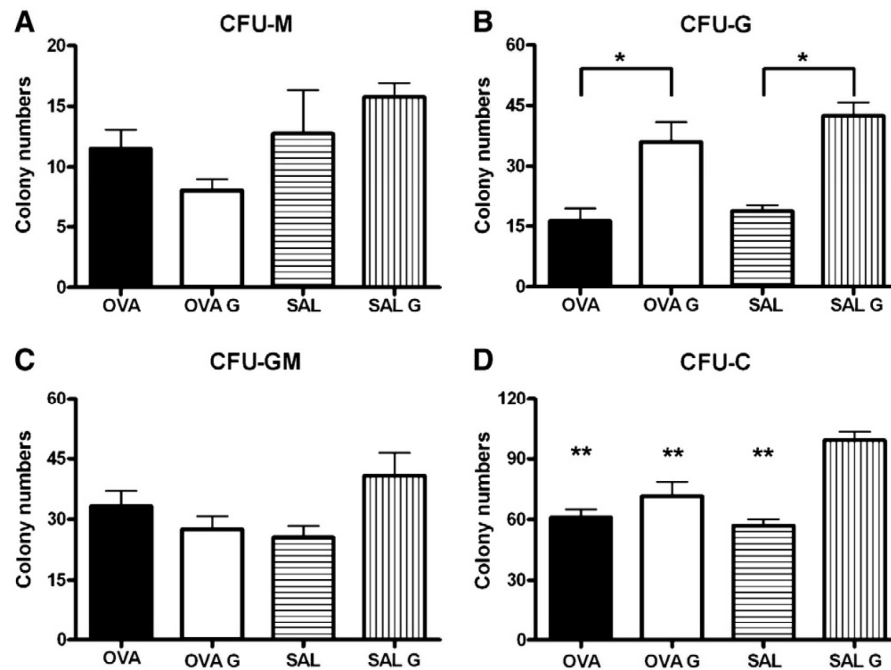 A
CFU-M
Colony numbers
20
15
10
5
0
OVA
OVA G
SAL
SAL G
B
CFU-G
Colony numbers
60
45
30
15
0
*
*
OVA
OVA G
SAL
SAL G
C
CFU-GM
Colony numbers
60
45
30
15
0
OVA
OVA G
SAL
SAL G
D
CFU-C
Colony numbers
120
90
60
30
0
**
**
**
OVA
OVA G
SAL
SAL G